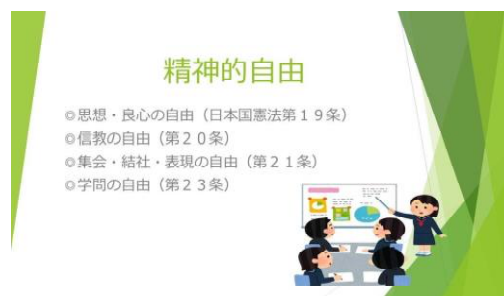 精神的自由
◎思想・良心の自由（日本国憲法第１９条）
◎信教の自由（第２０条）
◎集会・結社・表現の自由（第２１条）
◎学問の自由（第２３条）